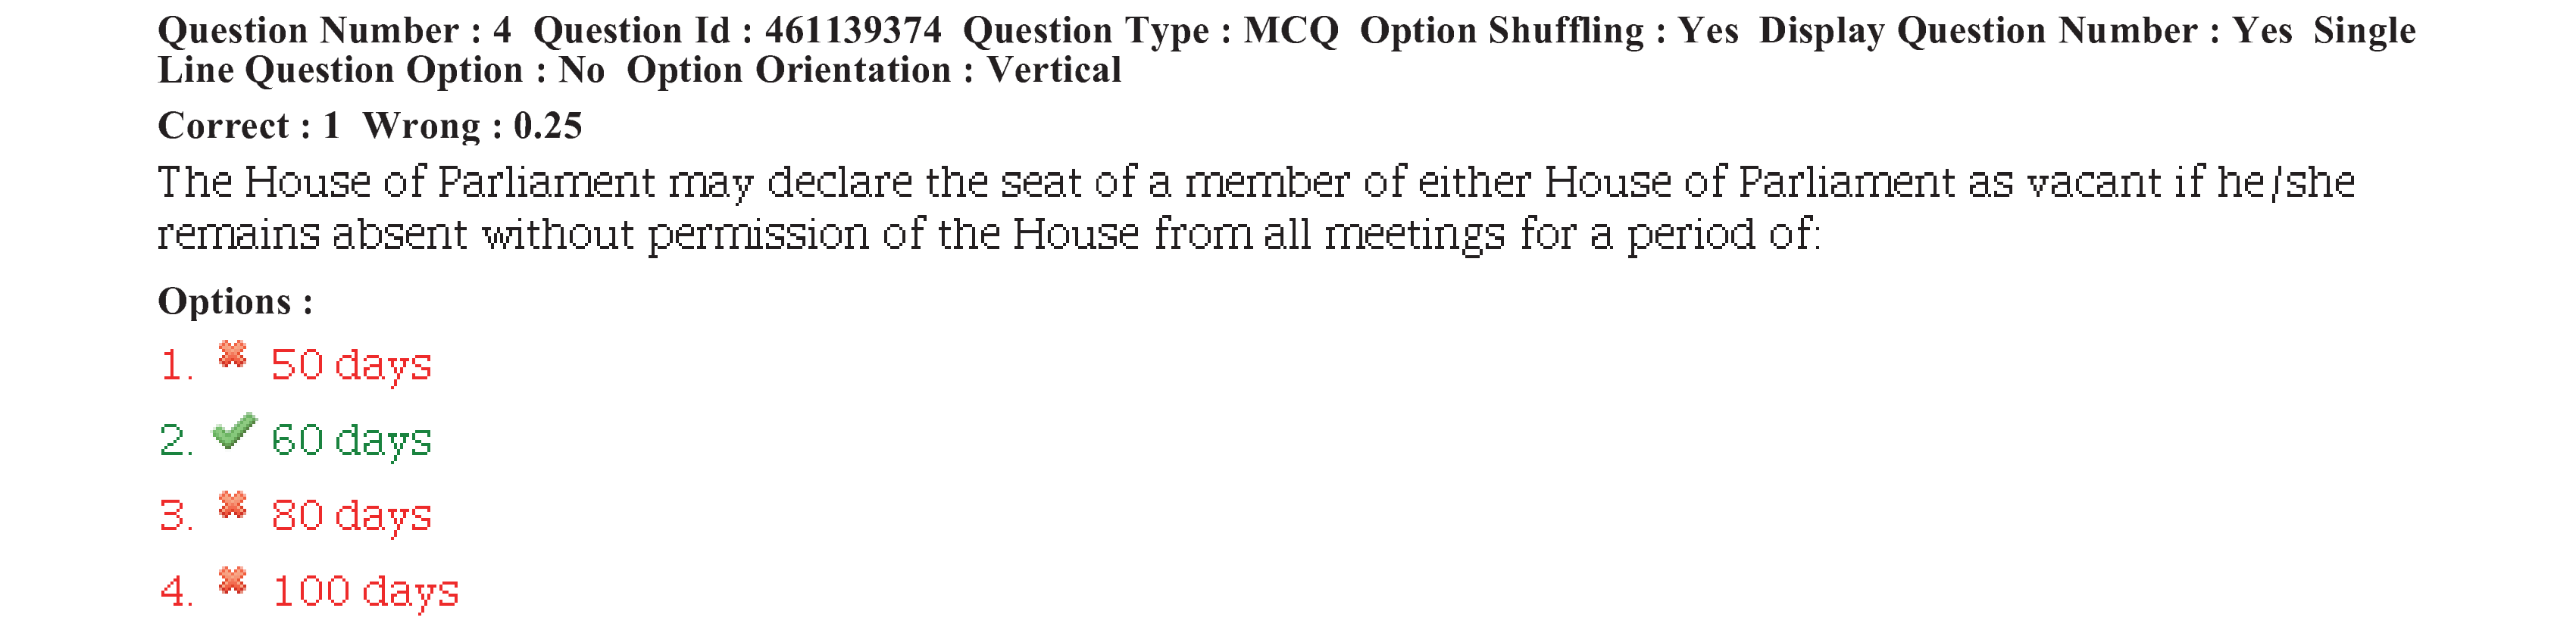 Question Number : 4 Question Id : 461139374 Question Type : MCQ Option Shuffling : Yes Display Question Number : Yes Single
Line Question Option : No Option Orientation : Vertical
Correct : 1 Wrong : 0.25
The House of Parliament may declare the seat of a member of either House of Parliament as vacant if he/she
remains absent without permission of the House from all meetings for a period of:
Options :
1. 50 days
2. 60 days
3. 80 days
4. 100 days